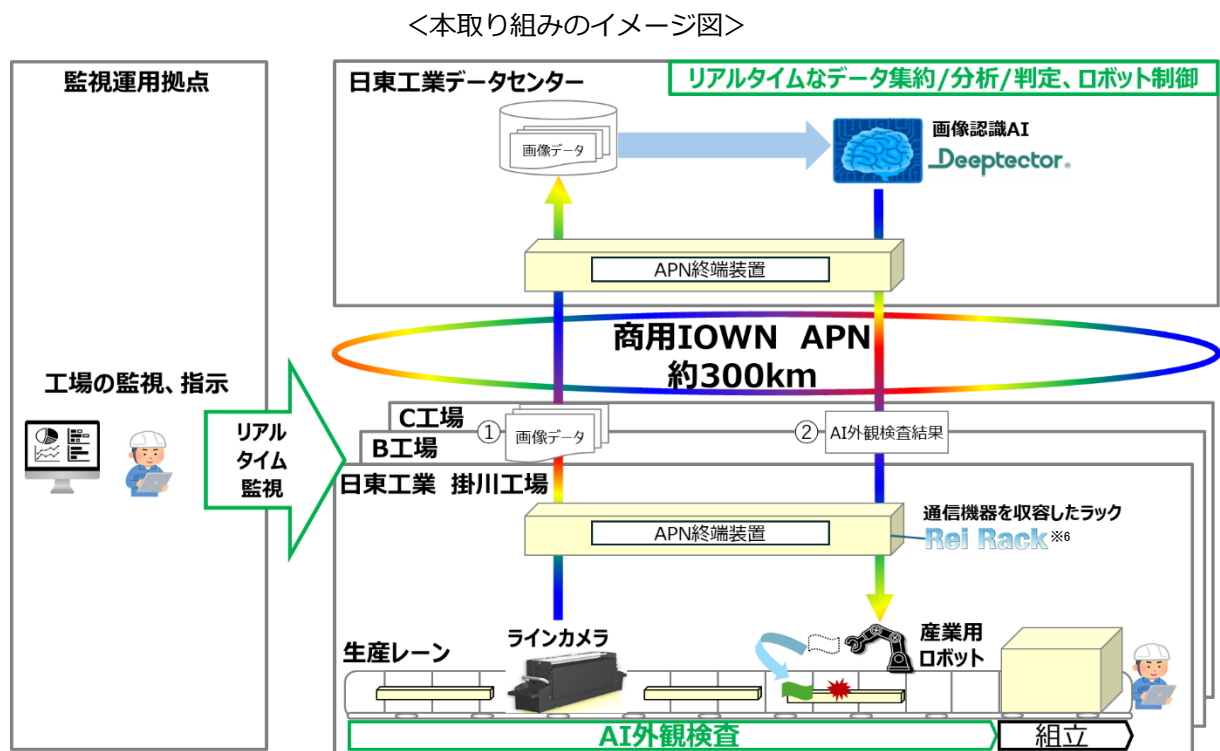 ＜本取り組みのイメージ図＞
監視運用拠点
工場の監視、指示
リアル
タイム
監視
日東工業データセンター
リアルタイムなデータ集約/分析/判定、ロボット制御
画像データ
画像認識AI
Deeptector®
APN終端装置
商用IOWN APN
約300km
C工場
B工場
日東工業 掛川工場
① 画像データ
② AI外観検査結果
APN終端装置
通信機器を収容したラック
Rei Rack ※6
生産レーン
ラインカメラ
産業用
ロボット
AI外観検査
組立